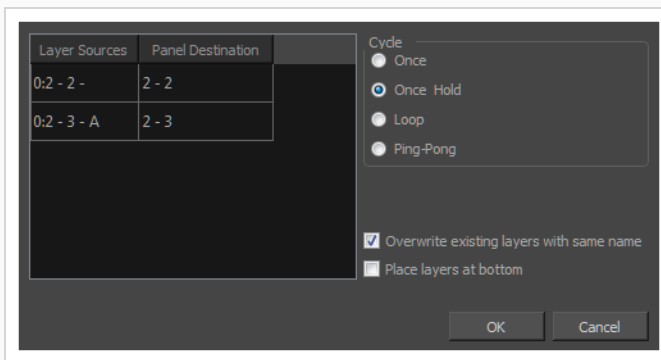 Layer Sources Panel Destination
0:2 - 2 - 2 - 2
0:2 - 3 - A 2 - 3
Cycle
Once
Once Hold
Loop
Ping-Pong
Overwrite existing layers with same name
Place layers at bottom
OK Cancel